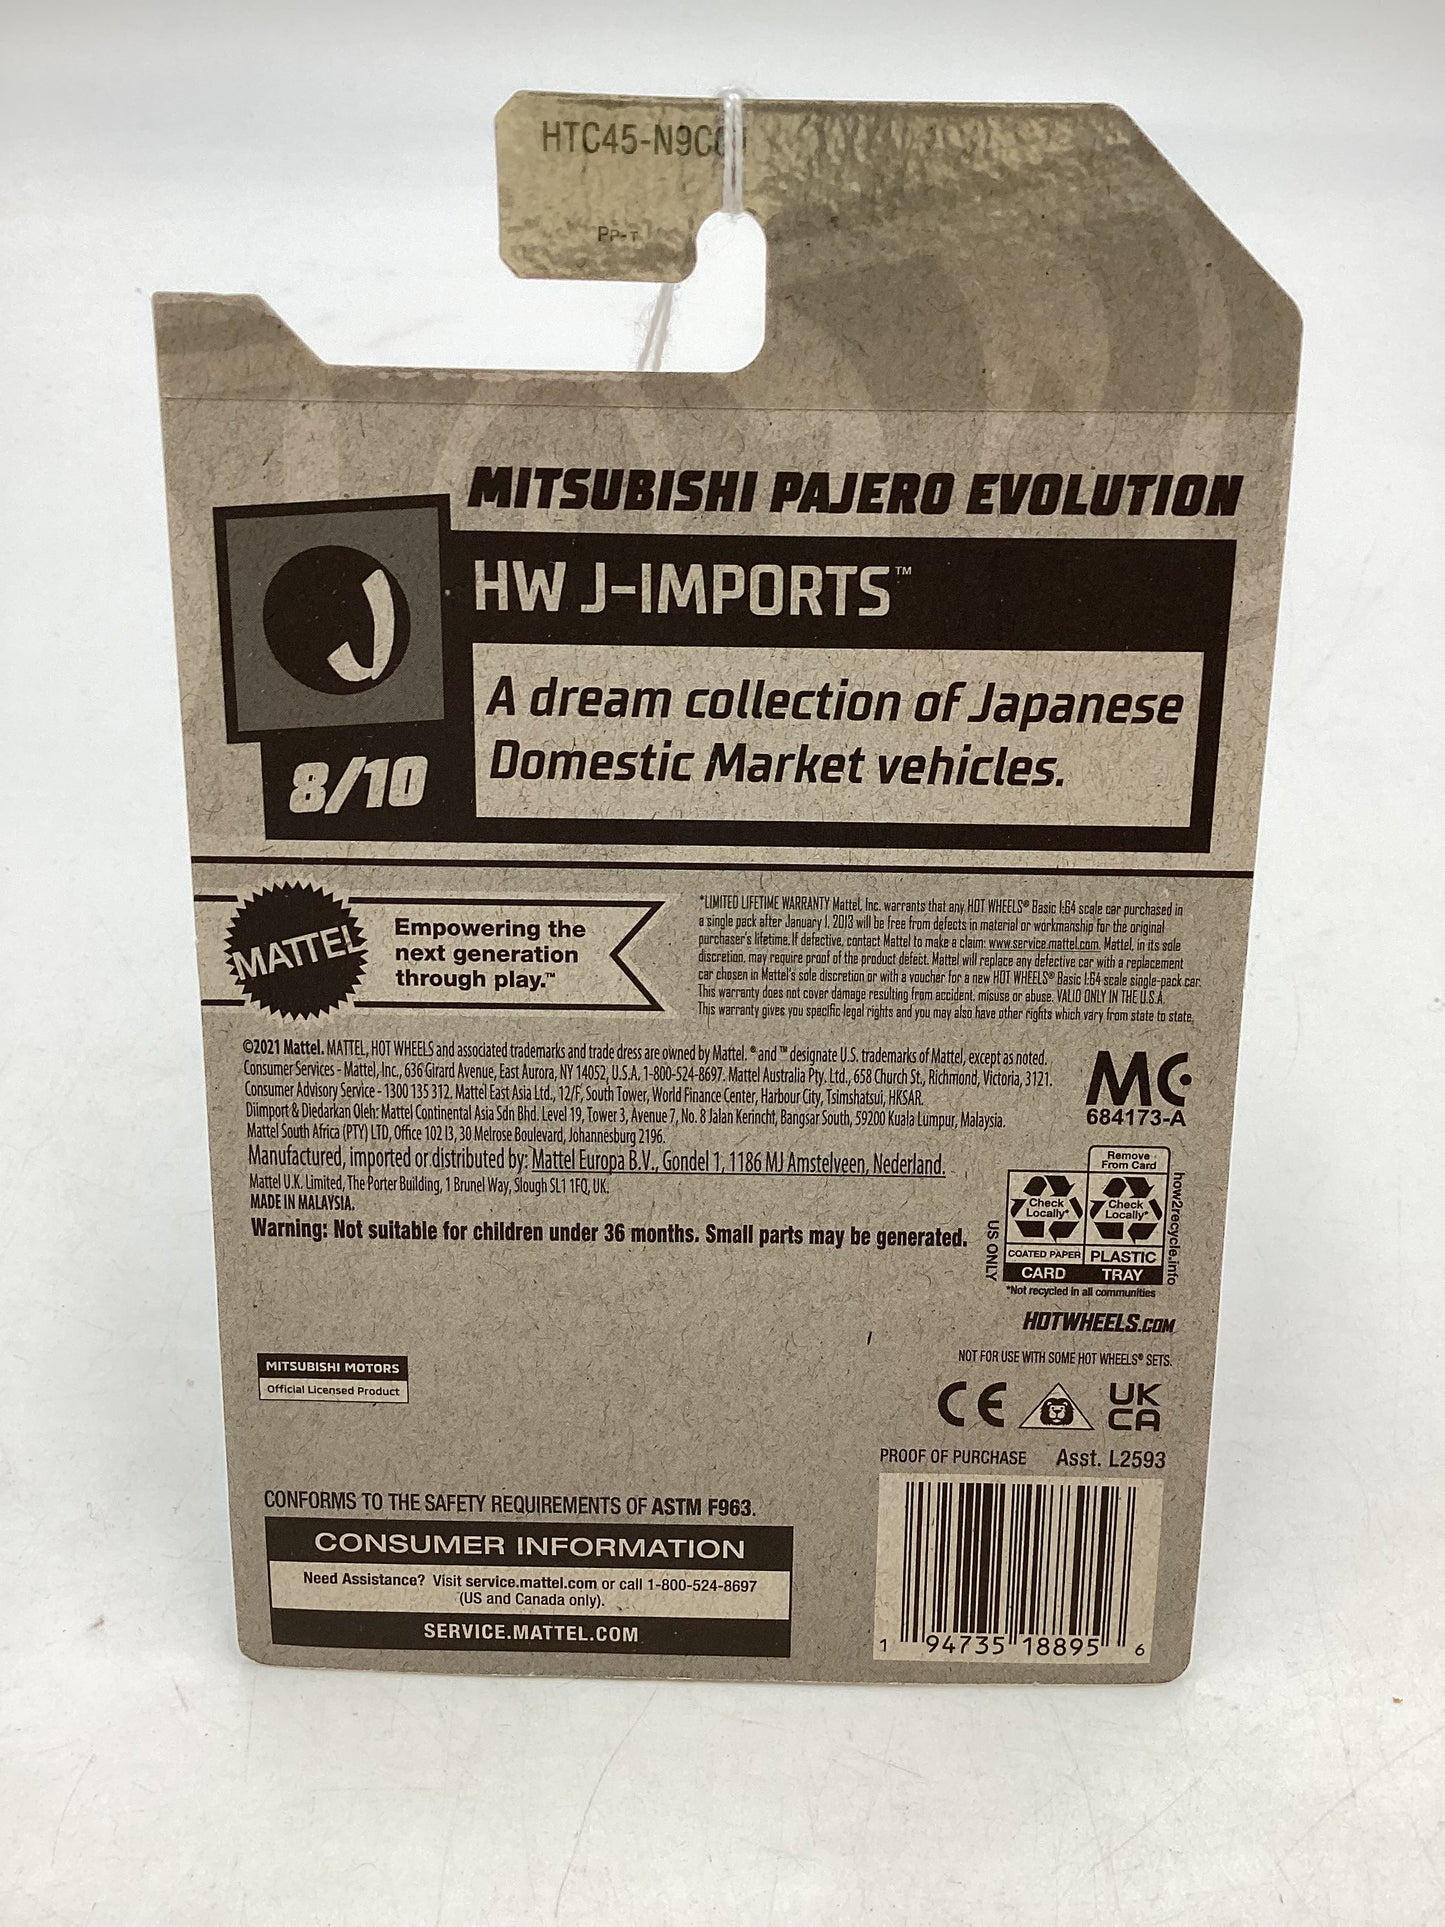 HTC45-N9C
PP-T
MITSUBISHI PAJERO EVOLUTION
HW J-IMPORTS™
J
8/10
A dream collection of Japanese
Domestic Market vehicles.
MATTEL
Empowering the
next generation
through play.™
*LIMITED LIFETIME WARRANTY Mattel, Inc. warrants that any HOT WHEELS® Basic 1:64 scale car purchased in
a single pack after January 1, 2013 will be free from defects in material or workmanship for the original
purchaser's lifetime. If defective, contact Mattel to make a claim: www.service.mattel.com. Mattel, in its sole
discretion, may require proof of the product defect. Mattel will replace any defective car with a replacement
car chosen in Mattel's sole discretion or with a voucher for a new HOT WHEELS® Basic 1:64 scale single-pack car.
This warranty does not cover damage resulting from accident, misuse or abuse. VALID ONLY IN THE U.S.A.
This warranty gives you specific legal rights and you may also have other rights which vary from state to state.
©2021 Mattel. MATTEL, HOT WHEELS and associated trademarks and trade dress are owned by Mattel. ® and ™ designate U.S. trademarks of Mattel, except as noted.
Consumer Services - Mattel, Inc., 636 Girard Avenue, East Aurora, NY 14052, U.S.A. 1-800-524-8697. Mattel Australia Pty. Ltd., 658 Church St., Richmond, Victoria, 3121.
Consumer Advisory Service - 1300 135 312. Mattel East Asia Ltd., 12/F, South Tower, World Finance Center, Harbour City, Tsimshatsui, HKSAR.
Diimport & Diedarkan Oleh: Mattel Continental Asia Sdn Bhd. Level 19, Tower 3, Avenue 7, No. 8 Jalan Kerinchi, Bangsar South, 59200 Kuala Lumpur, Malaysia.
Mattel South Africa (PTY) LTD, Office 102 I3, 30 Melrose Boulevard, Johannesburg 2196.
Manufactured, imported or distributed by: Mattel Europa B.V., Gondel 1, 1186 MJ Amstelveen, Nederland.
Mattel U.K. Limited, The Porter Building, 1 Brunel Way, Slough SL1 1FQ, UK.
MADE IN MALAYSIA.
Warning: Not suitable for children under 36 months. Small parts may be generated.
MC
684173-A
Remove
From Card
Check
Locally*
Check
Locally*
COATED PAPER
PLASTIC
CARD
TRAY
US ONLY
how2recycle.info
*Not recycled in all communities
HOTWHEELS.COM
NOT FOR USE WITH SOME HOT WHEELS® SETS.
MITSUBISHI MOTORS
Official Licensed Product
CE
UK
CA
PROOF OF PURCHASE Asst. L2593
CONFORMS TO THE SAFETY REQUIREMENTS OF ASTM F963.
CONSUMER INFORMATION
Need Assistance? Visit service.mattel.com or call 1-800-524-8697
(US and Canada only).
SERVICE.MATTEL.COM
1 94735 18895 6